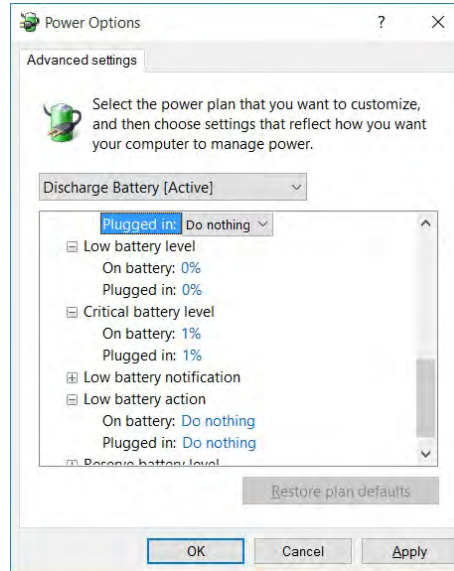 Power Options
Advanced settings
Select the power plan that you want to customize,
and then choose settings that reflect how you want
your computer to manage power.
Discharge Battery [Active]
Plugged in: Do nothing
Low battery level
On battery: 0%
Plugged in: 0%
Critical battery level
On battery: 1%
Plugged in: 1%
Low battery notification
Low battery action
On battery: Do nothing
Plugged in: Do nothing
Reserve battery level
Restore plan defaults
OK Cancel Apply